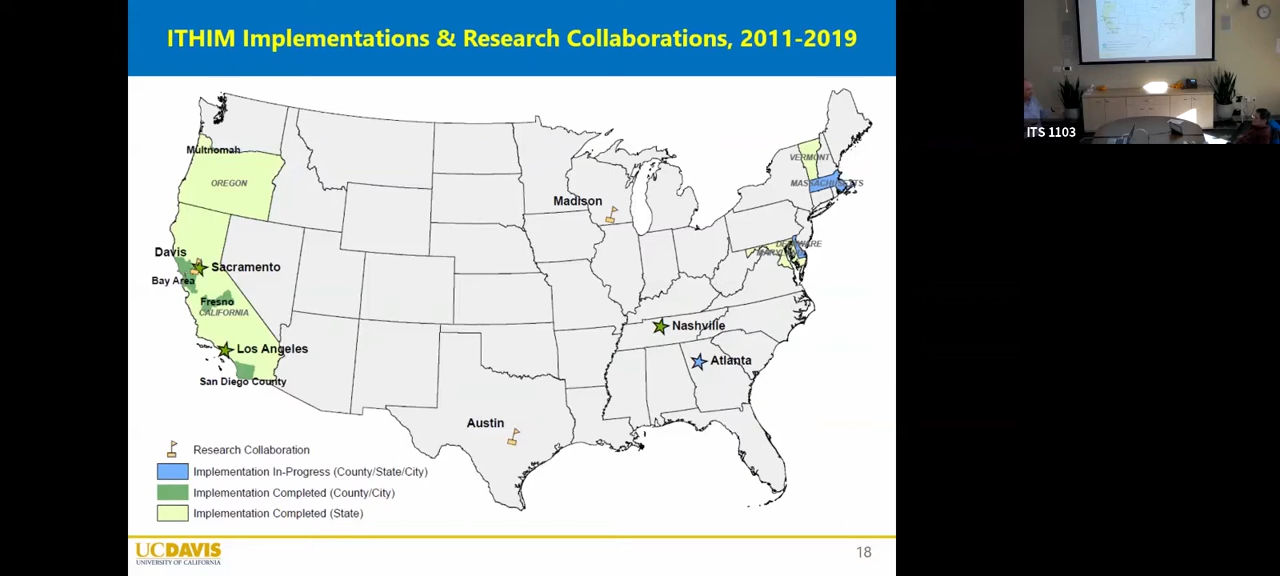 ITHIM Implementations & Research Collaborations, 2011-2019
ITS 1103
Multnomah
OREGON
Madison
VERMONT
MASSACHUSETTS
DELAWARE
MARYLAND
Davis
Sacramento
Bay Area
Fresno
CALIFORNIA
Los Angeles
San Diego County
Nashville
Atlanta
Austin
Research Collaboration
Implementation In-Progress (County/State/City)
Implementation Completed (County/City)
Implementation Completed (State)
UCDAVIS
UNIVERSITY OF CALIFORNIA
18